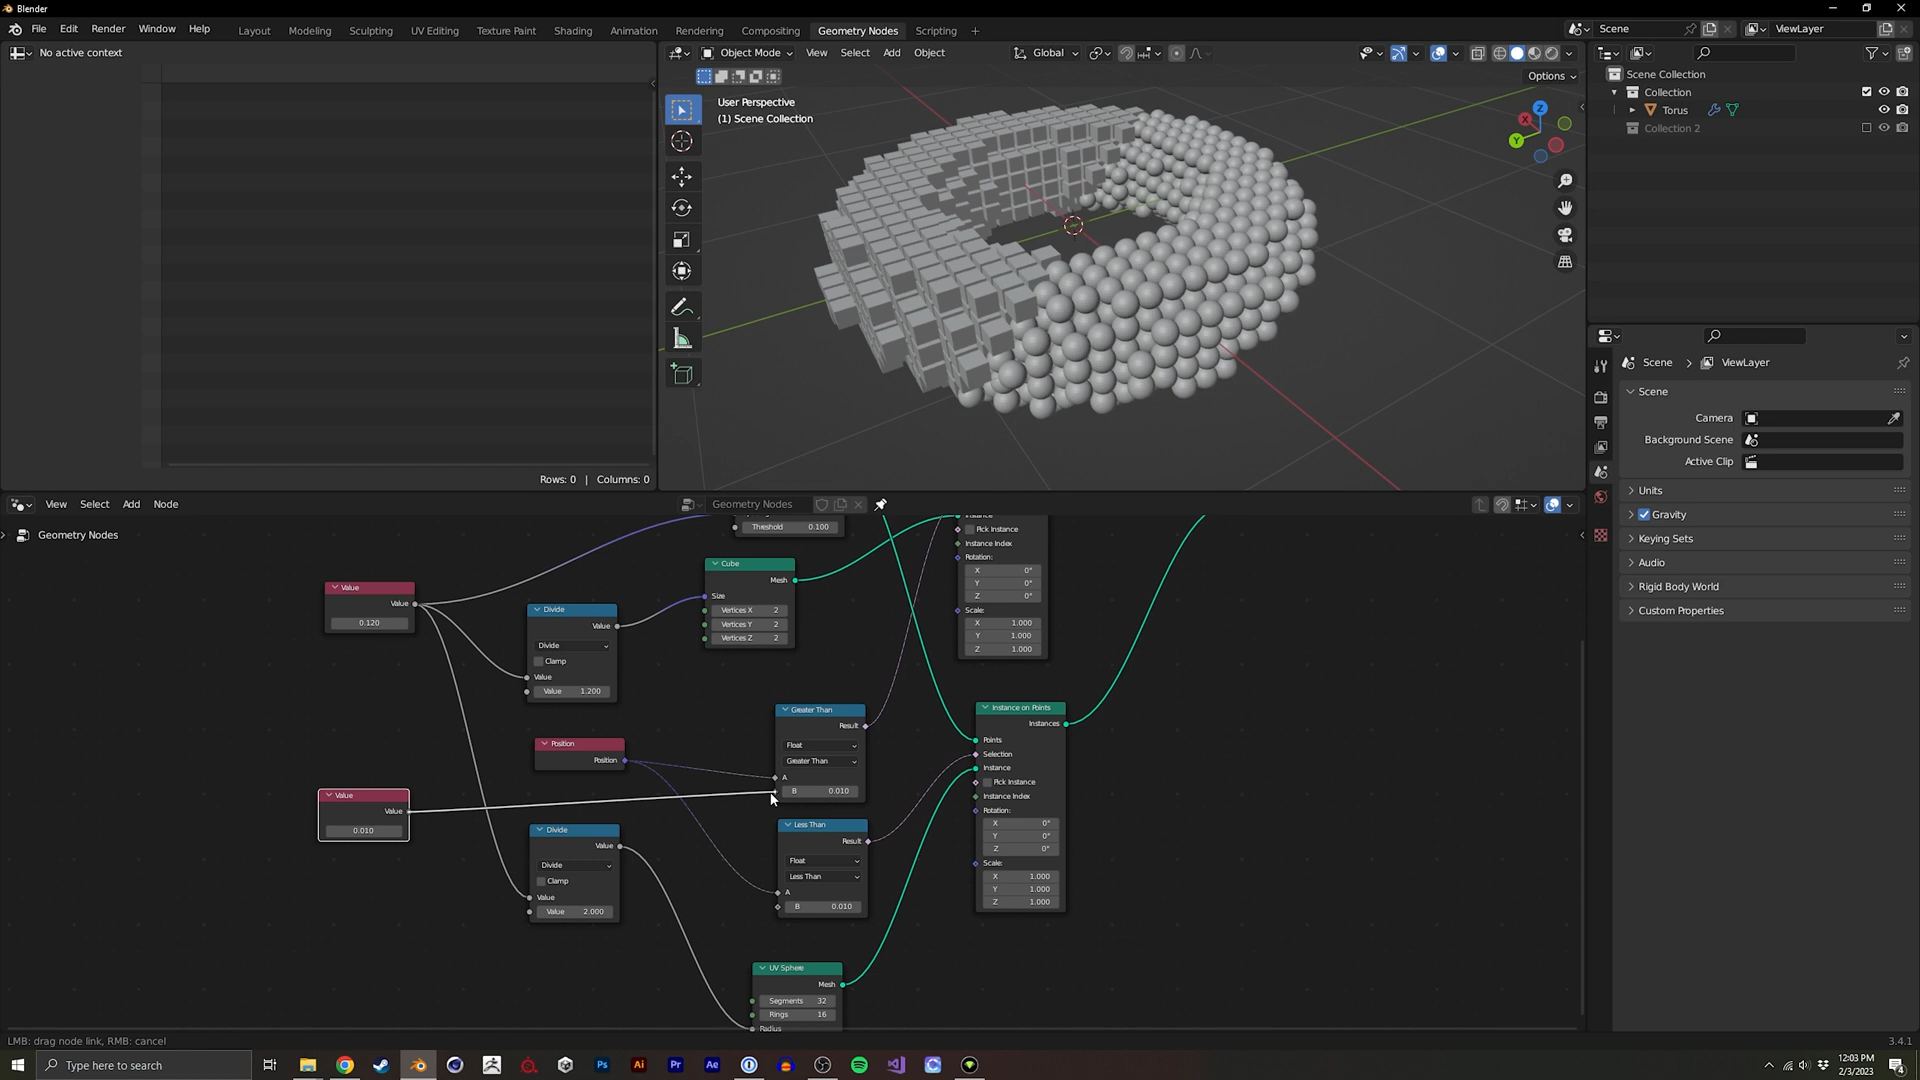 Blender
File Edit Render Window Help
Layout Modeling Sculpting UV Editing Texture Paint Shading Animation Rendering Compositing Geometry Nodes Scripting +
Scene
ViewLayer
No active context
Object Mode View Select Add Object
Global
Options
User Perspective
(1) Scene Collection
Z
X
Y
Rows: 0 | Columns: 0
Scene Collection
Collection
Torus
Collection 2
Scene > ViewLayer
Scene
Camera
Background Scene
Active Clip
Units
Gravity
Keying Sets
Audio
Rigid Body World
Custom Properties
View Select Add Node
Geometry Nodes
Geometry Nodes
Threshold 0.100
Value
Value
0.120
Divide
Value
Divide
Clamp
Value
Value 1.200
Cube
Mesh
Size
Vertices X 2
Vertices Y 2
Vertices Z 2
Instance
Pick Instance
Instance Index
Rotation:
X 0°
Y 0°
Z 0°
Scale:
X 1.000
Y 1.000
Z 1.000
Position
Position
Value
Value
0.010
Divide
Value
Divide
Clamp
Value
Value 2.000
Greater Than
Result
Float
Greater Than
A
B 0.010
Less Than
Result
Float
Less Than
A
B 0.010
UV Sphere
Mesh
Segments 32
Rings 16
Radius
Instance on Points
Instances
Points
Selection
Instance
Pick Instance
Instance Index
Rotation:
X 0°
Y 0°
Z 0°
Scale:
X 1.000
Y 1.000
Z 1.000
LMB: drag node link, RMB: cancel
3.4.1
Type here to search
Ps
Ai
Pr
Ae
12:03 PM
2/3/2023
4